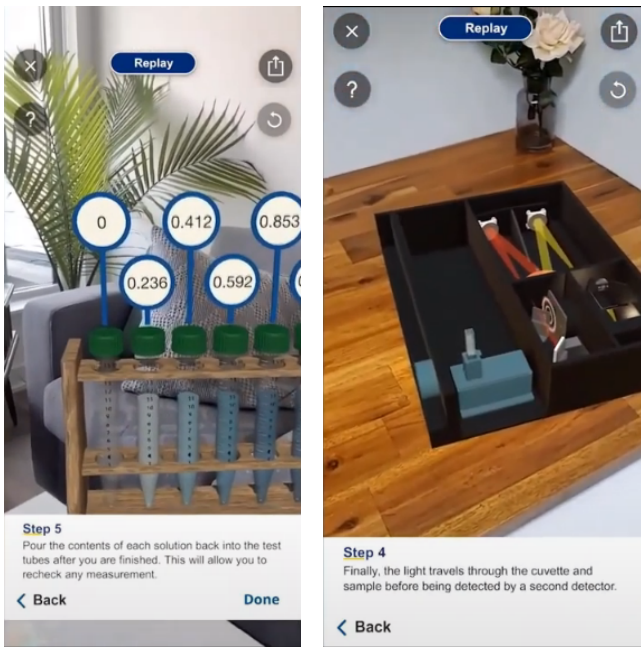 Replay
?
0
0.412
0.853
0.236
0.592
Step 5
Pour the contents of each solution back into the test
tubes after you are finished. This will allow you to
recheck any measurement.
Back
Done
Replay
?
Step 4
Finally, the light travels through the cuvette and
sample before being detected by a second detector.
Back